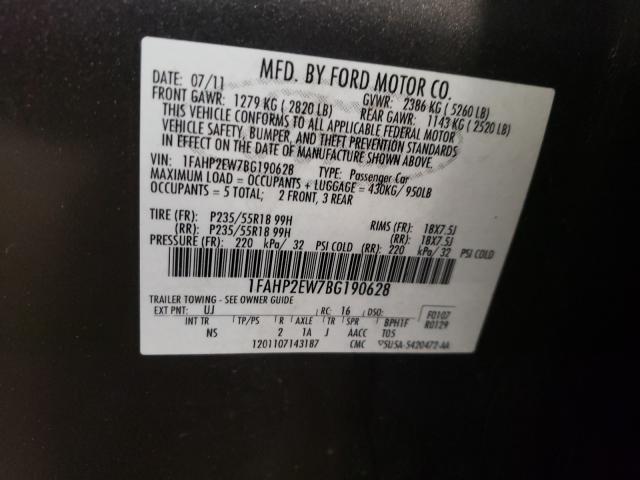 MFD. BY FORD MOTOR CO.
DATE: 07/11 GVWR: 2386 KG ( 5260 LB)
FRONT GAWR: 1279 KG ( 2820 LB) REAR GAWR: 1143 KG ( 2520 LB)
THIS VEHICLE CONFORMS TO ALL APPLICABLE FEDERAL MOTOR
VEHICLE SAFETY, BUMPER, AND THEFT PREVENTION STANDARDS
IN EFFECT ON THE DATE OF MANUFACTURE SHOWN ABOVE.
VIN: 1FAHP2EW7BG190628 TYPE: Passenger Car
MAXIMUM LOAD = OCCUPANTS + LUGGAGE = 430KG/ 950LB
OCCUPANTS = 5 TOTAL; 2 FRONT, 3 REAR
TIRE (FR): P235/55R18 99H RIMS (FR): 18X7.5J
(RR): P235/55R18 99H (RR): 18X7.5J
PRESSURE (FR): 220 kPa/ 32 PSI COLD (RR): 220 kPa/ 32 PSI COLD
1FAHP2EW7BG190628
TRAILER TOWING - SEE OWNER GUIDE
EXT PNT: UJ RC: 16 DSO: F0107
INT TR TP/PS R AXLE TR SPR BPH1F R0129
NS 2 1A J AACC T05
1201107143187 CMC 5U5A-5420472-AA